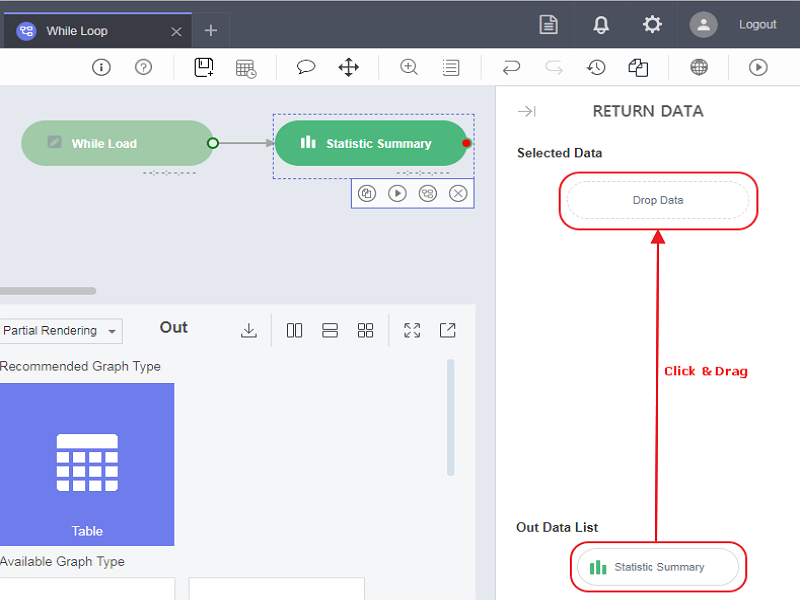 While Loop
Logout
While Load
Statistic Summary
RETURN DATA
Selected Data
Drop Data
Partial Rendering
Out
Recommended Graph Type
Click & Drag
Table
Out Data List
Available Graph Type
Statistic Summary